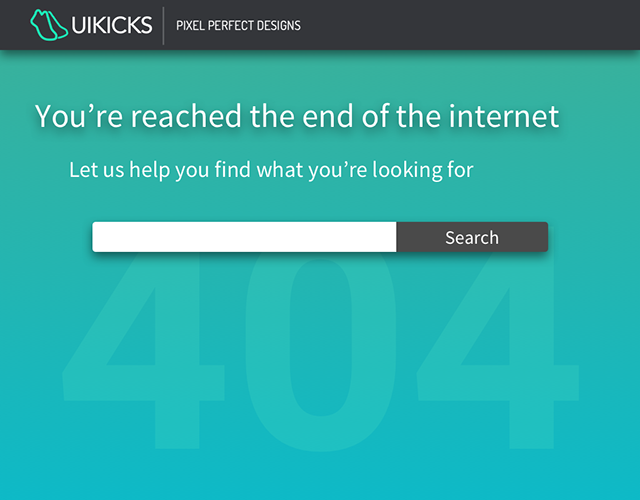 UIKICKS
PIXEL PERFECT DESIGNS
You’re reached the end of the internet
Let us help you find what you’re looking for
Search
404